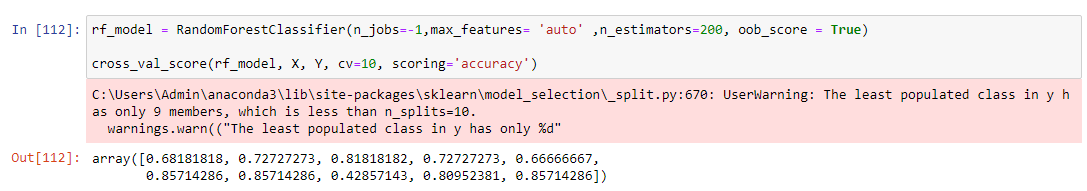 In [112]: rf_model = RandomForestClassifier(n_jobs=-1,max_features= 'auto' ,n_estimators=200, oob_score = True)
cross_val_score(rf_model, X, Y, cv=10, scoring='accuracy')
C:\Users\Admin\anaconda3\lib\site-packages\sklearn\model_selection\_split.py:670: UserWarning: The least populated class in y h
as only 9 members, which is less than n_splits=10.
  warnings.warn(("The least populated class in y has only %d"
Out[112]: array([0.68181818, 0.72727273, 0.81818182, 0.72727273, 0.66666667,
       0.85714286, 0.85714286, 0.42857143, 0.80952381, 0.85714286])